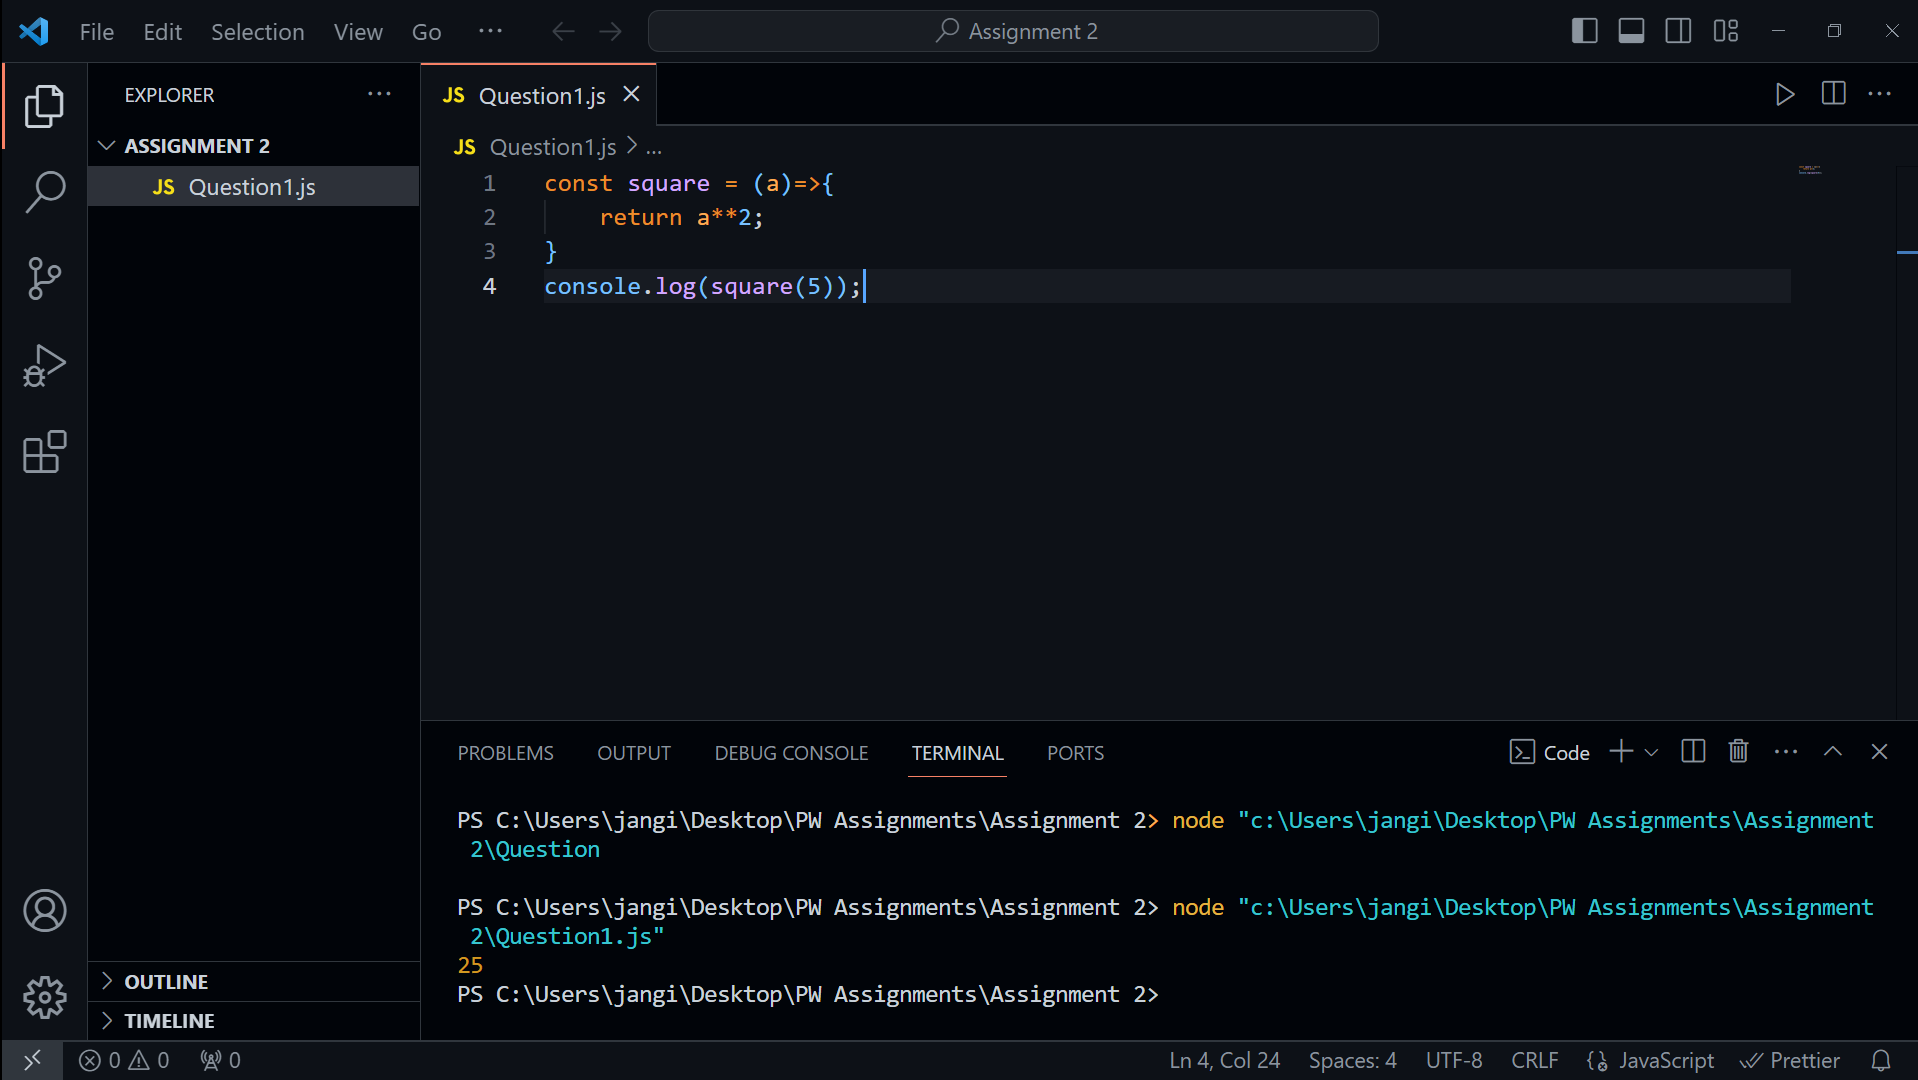 File Edit Selection View Go ··· Assignment 2
EXPLORER ···
ASSIGNMENT 2
JS Question1.js
OUTLINE
TIMELINE
JS Question1.js
JS Question1.js > ...
1 const square = (a)=>{
2 return a**2;
3 }
4 console.log(square(5));
PROBLEMS OUTPUT DEBUG CONSOLE TERMINAL PORTS Code
PS C:\Users\jangi\Desktop\PW Assignments\Assignment 2> node "c:\Users\jangi\Desktop\PW Assignments\Assignment
2\Question
PS C:\Users\jangi\Desktop\PW Assignments\Assignment 2> node "c:\Users\jangi\Desktop\PW Assignments\Assignment
2\Question1.js"
25
PS C:\Users\jangi\Desktop\PW Assignments\Assignment 2>
0 0 0 Ln 4, Col 24 Spaces: 4 UTF-8 CRLF JavaScript Prettier